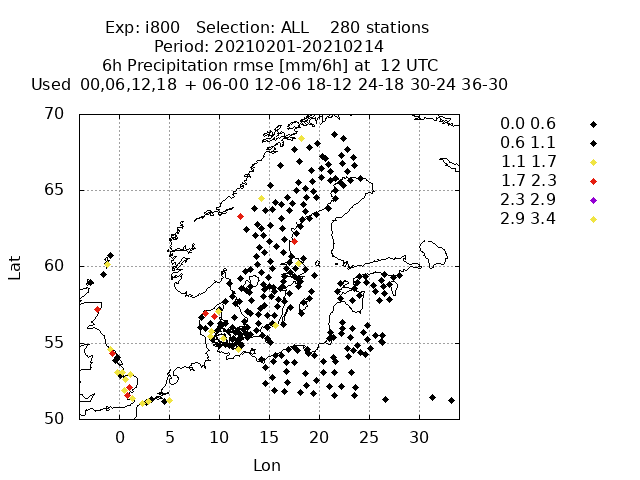 Exp: i800   Selection: ALL    280 stations
Period: 20210201-20210214
6h Precipitation rmse [mm/6h] at  12 UTC
Used  00,06,12,18  + 06-00 12-06 18-12 24-18 30-24 36-30
0.0 0.6
0.6 1.1
1.1 1.7
1.7 2.3
2.3 2.9
2.9 3.4
70
65
60
55
50
Lat
0 5 10 15 20 25 30
Lon